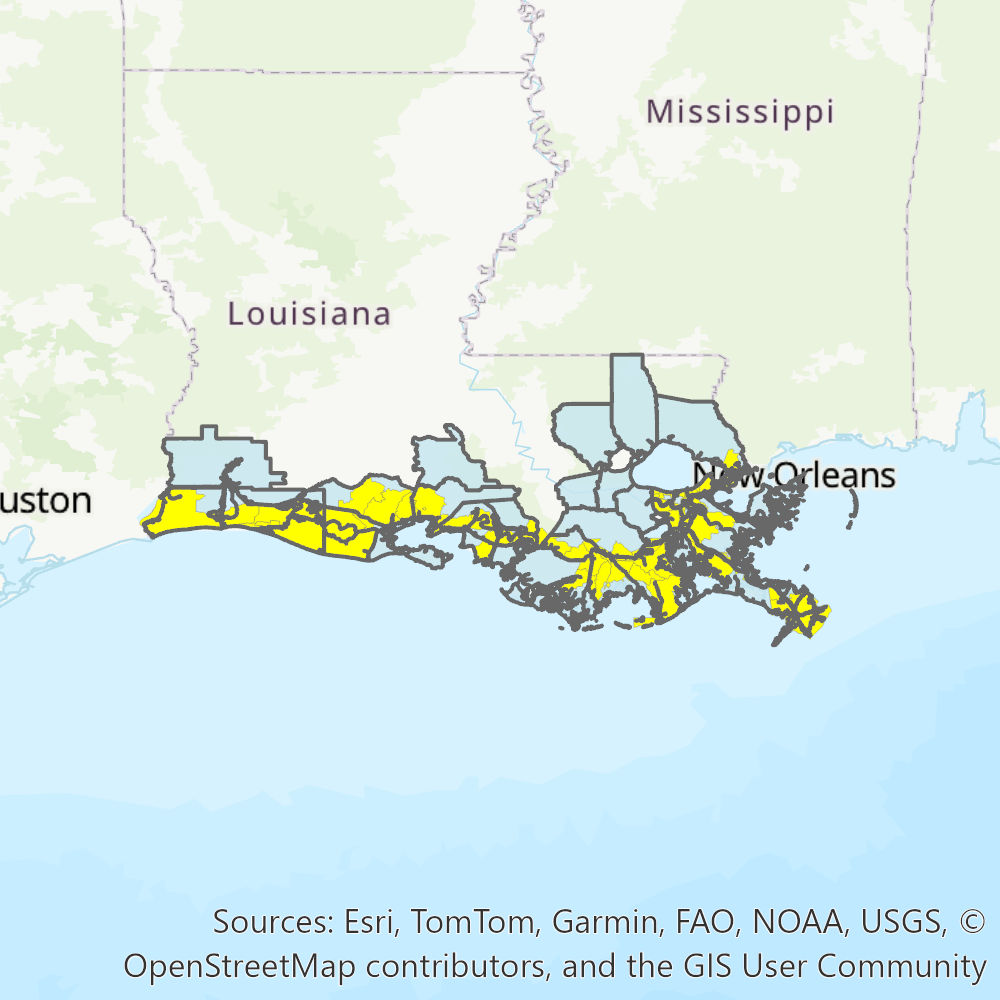 Mississippi
Louisiana
New Orleans
uston
Sources: Esri, TomTom, Garmin, FAO, NOAA, USGS, ©
OpenStreetMap contributors, and the GIS User Community